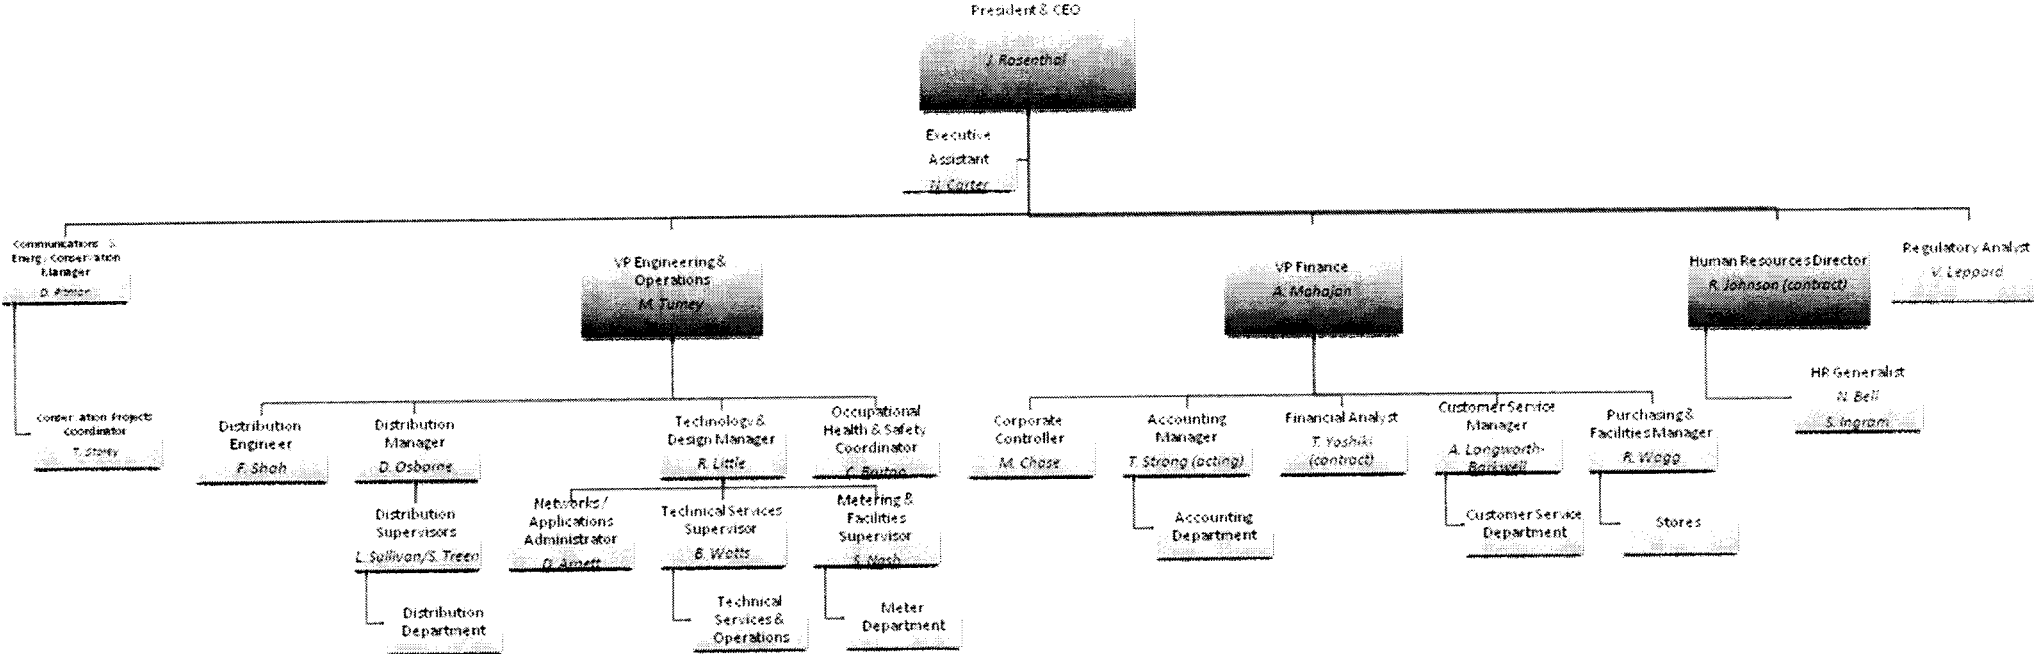 President & CEO
J. Rosenthal
Executive
Assistant
N. Carter
Communications &
Energy Conservation
Manager
D.
VP Engineering &
Operations
M. Turney
VP Finance
A. Mahajan
Human Resources Director
R. Johnson (contract)
Regulatory Analyst
V. Leppard
HR Generalist
N. Bell
S. Ingram
Conservation Projects
Coordinator
T. Storey
Distribution
Engineer
F. Shah
Distribution
Manager
D. Osborne
Technology &
Design Manager
R. Little
Occupational
Health & Safety
Coordinator
C.
Corporate
Controller
M. Chase
Accounting
Manager
T. Strong (acting)
Financial Analyst
T. Yoshiki
(contract)
Customer Service
Manager
A. Langworth-
Barkwell
Purchasing &
Facilities Manager
R. Wagg
Distribution
Supervisors
L. Sullivan/S. Treen
Networks /
Applications
Administrator
D. Arnett
Technical Services
Supervisor
B. Watts
Metering &
Facilities
Supervisor
S. Nash
Accounting
Department
Customer Service
Department
Stores
Distribution
Department
Technical
Services &
Operations
Meter
Department